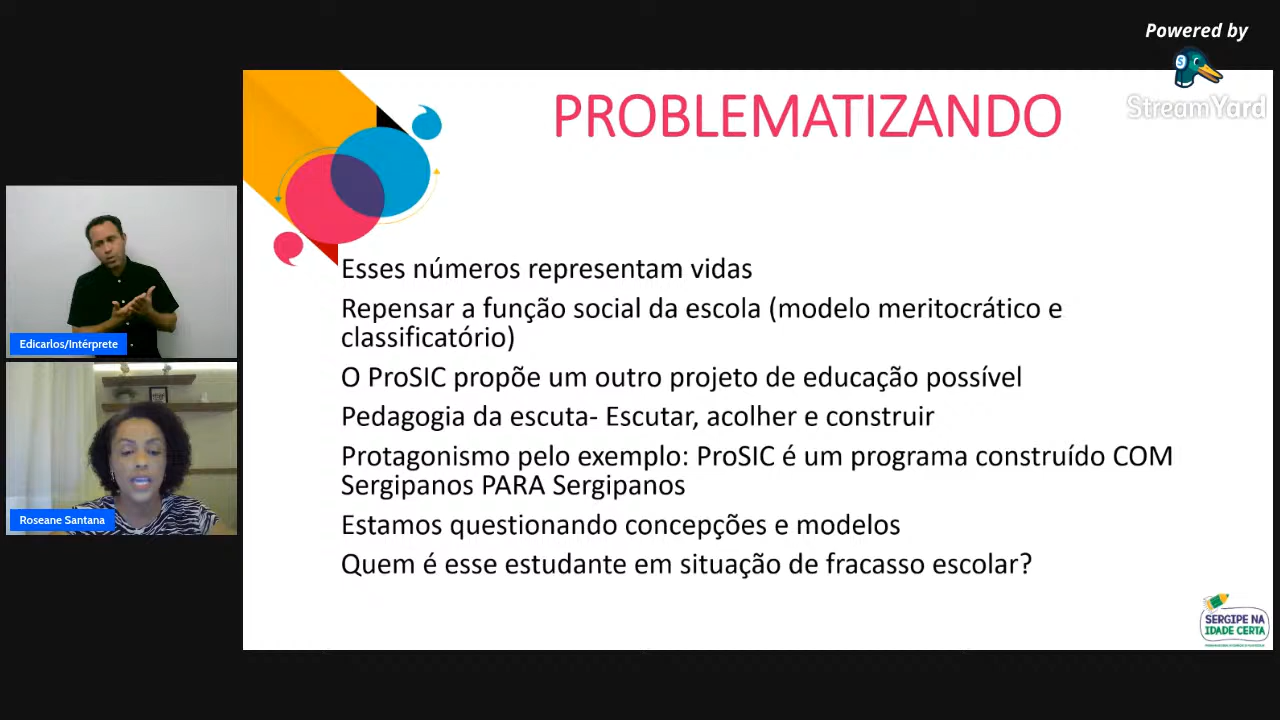 Powered by
StreamYard
PROBLEMATIZANDO
Esses números representam vidas
Repensar a função social da escola (modelo meritocrático e
classificatório)
O ProSIC propõe um outro projeto de educação possível
Pedagogia da escuta- Escutar, acolher e construir
Protagonismo pelo exemplo: ProSIC é um programa construído COM
Sergipanos PARA Sergipanos
Estamos questionando concepções e modelos
Quem é esse estudante em situação de fracasso escolar?
Edicarlos/Intérprete
Roseane Santana
SERGIPE NA
IDADE CERTA